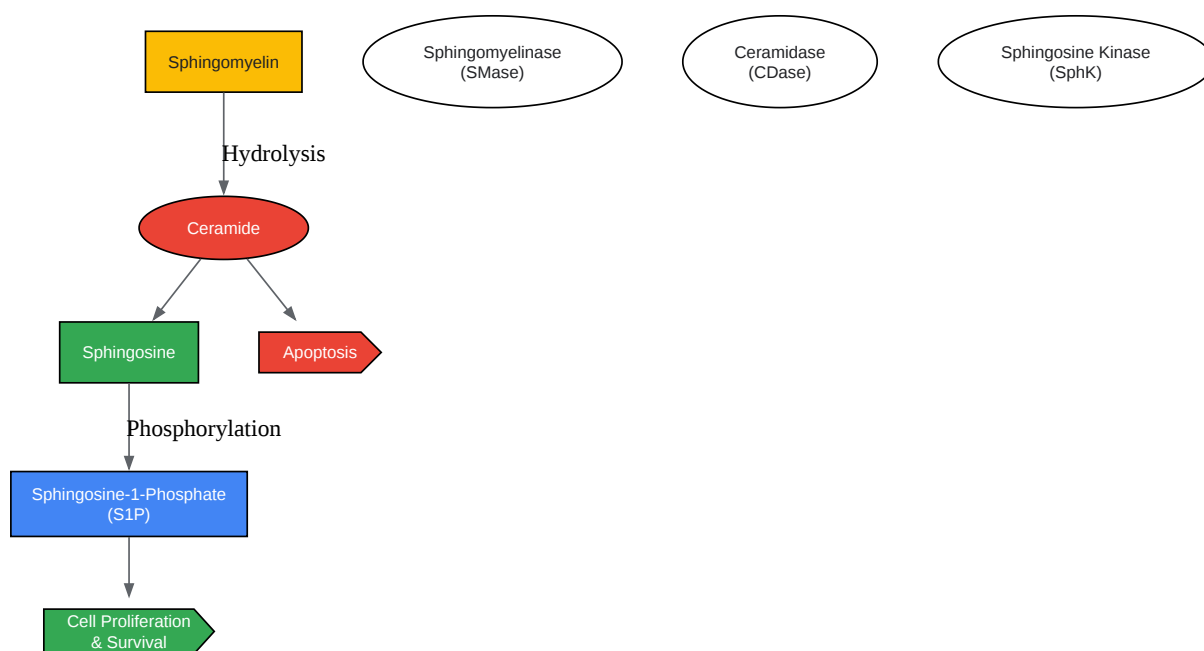 Sphingomyelin
Sphingomyelinase
(SMase)
Ceramidase
(CDase)
Sphingosine Kinase
(SphK)
Hydrolysis
Ceramide
Sphingosine
Apoptosis
Phosphorylation
Sphingosine-1-Phosphate
(S1P)
Cell Proliferation
& Survival